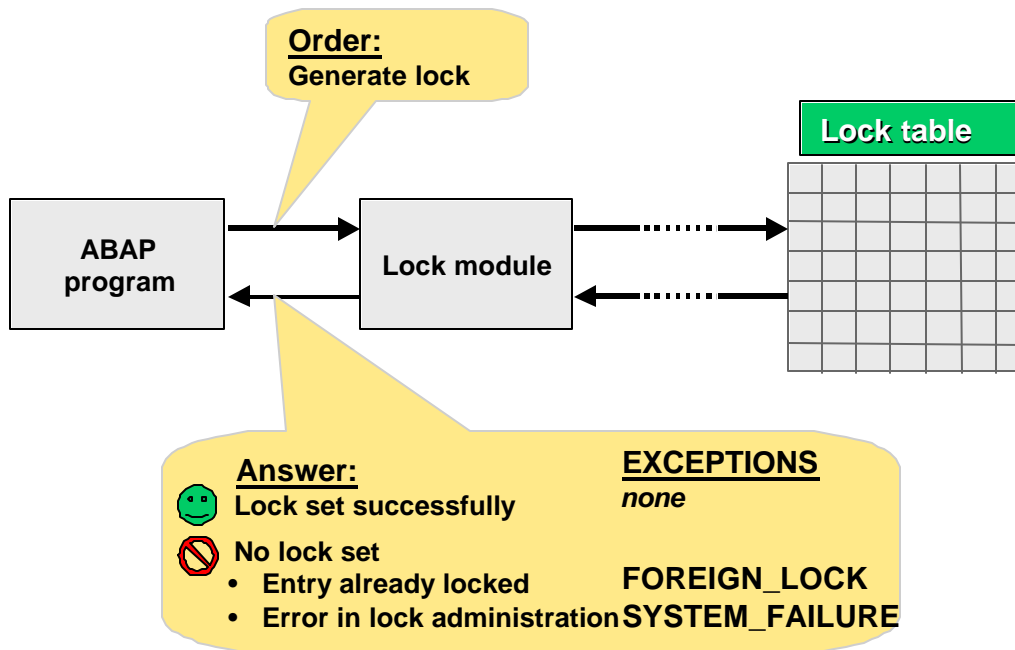 Order:
Generate lock
Lock table
ABAP
program
Lock module
Answer:
EXCEPTIONS
Lock set successfully
none
No lock set
• Entry already locked
FOREIGN_LOCK
• Error in lock administration
SYSTEM_FAILURE